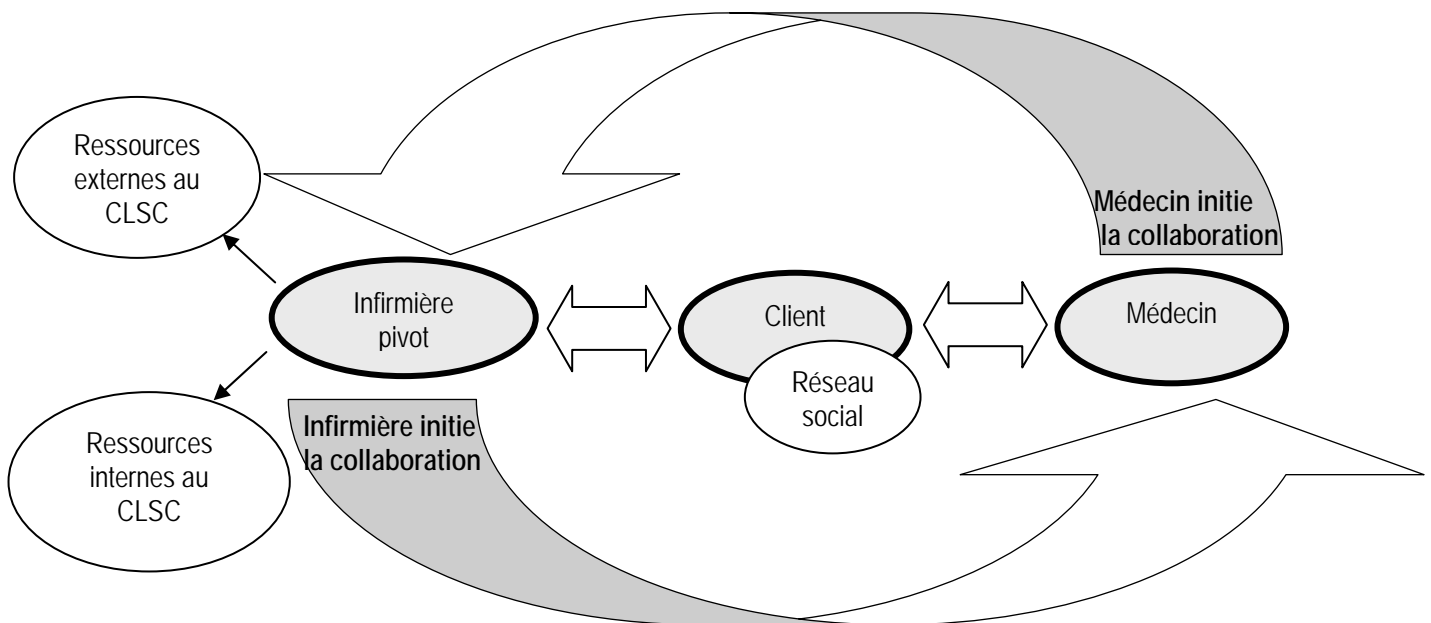 Ressources
externes au
CLSC
Médecin initie
la collaboration
Infirmière
pivot
Client
Médecin
Réseau
social
Infirmière initie
la collaboration
Ressources
internes au
CLSC